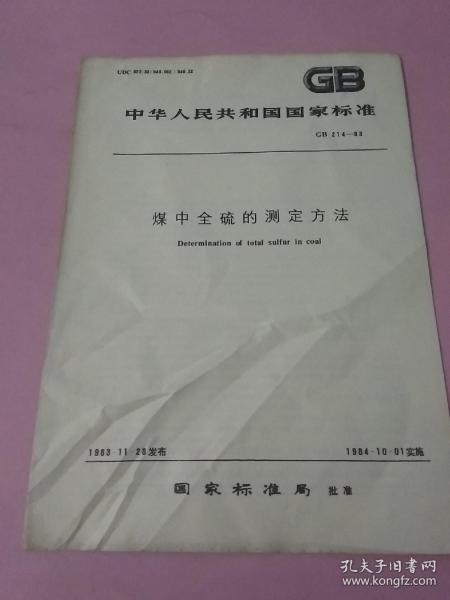 GB
中华人民共和国国家标准
GB 214—83
煤中全硫的测定方法
Determination of total sulfur in coal
1983-11-28发布
1984-10-01实施
国家标准局 批准
孔夫子旧书网
www.kongfz.com